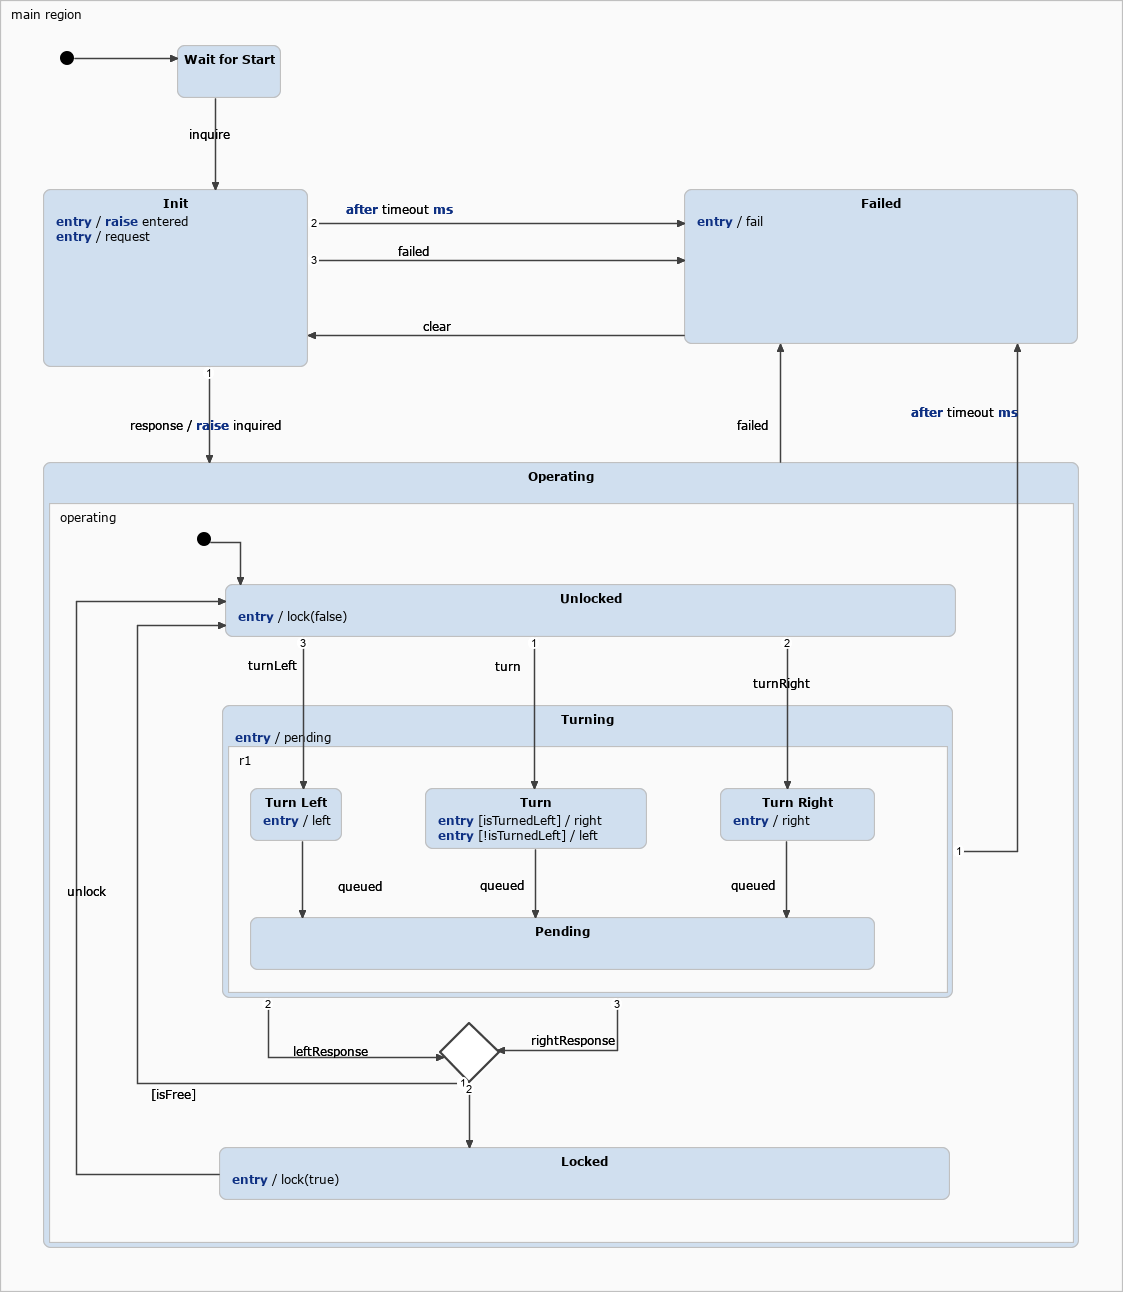 main region
Wait for Start
inquire
Init
entry / raise entered
entry / request
2
after timeout ms
3
failed
clear
Failed
entry / fail
1
response / raise inquired
failed
after timeout ms
Operating
operating
Unlocked
entry / lock(false)
3
1
2
turnLeft
turn
turnRight
Turning
entry / pending
r1
Turn Left
entry / left
Turn
entry [isTurnedLeft] / right
entry [!isTurnedLeft] / left
Turn Right
entry / right
1
queued
queued
queued
unlock
Pending
2
3
leftResponse
rightResponse
1
2
[isFree]
Locked
entry / lock(true)